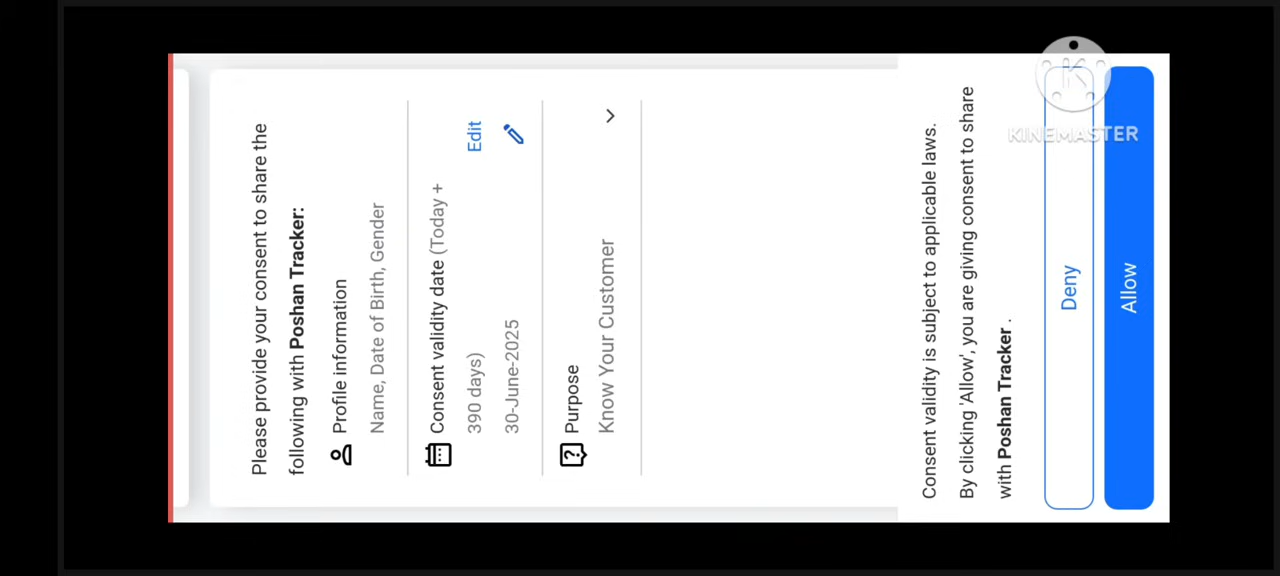 Please provide your consent to share the
following with Poshan Tracker:
Profile information
Name, Date of Birth, Gender
Consent validity date (Today +
390 days)
Edit
30-June-2025
Purpose
Know Your Customer
Consent validity is subject to applicable laws.
By clicking 'Allow', you are giving consent to share
with Poshan Tracker .
Deny
Allow
KINEMASTER